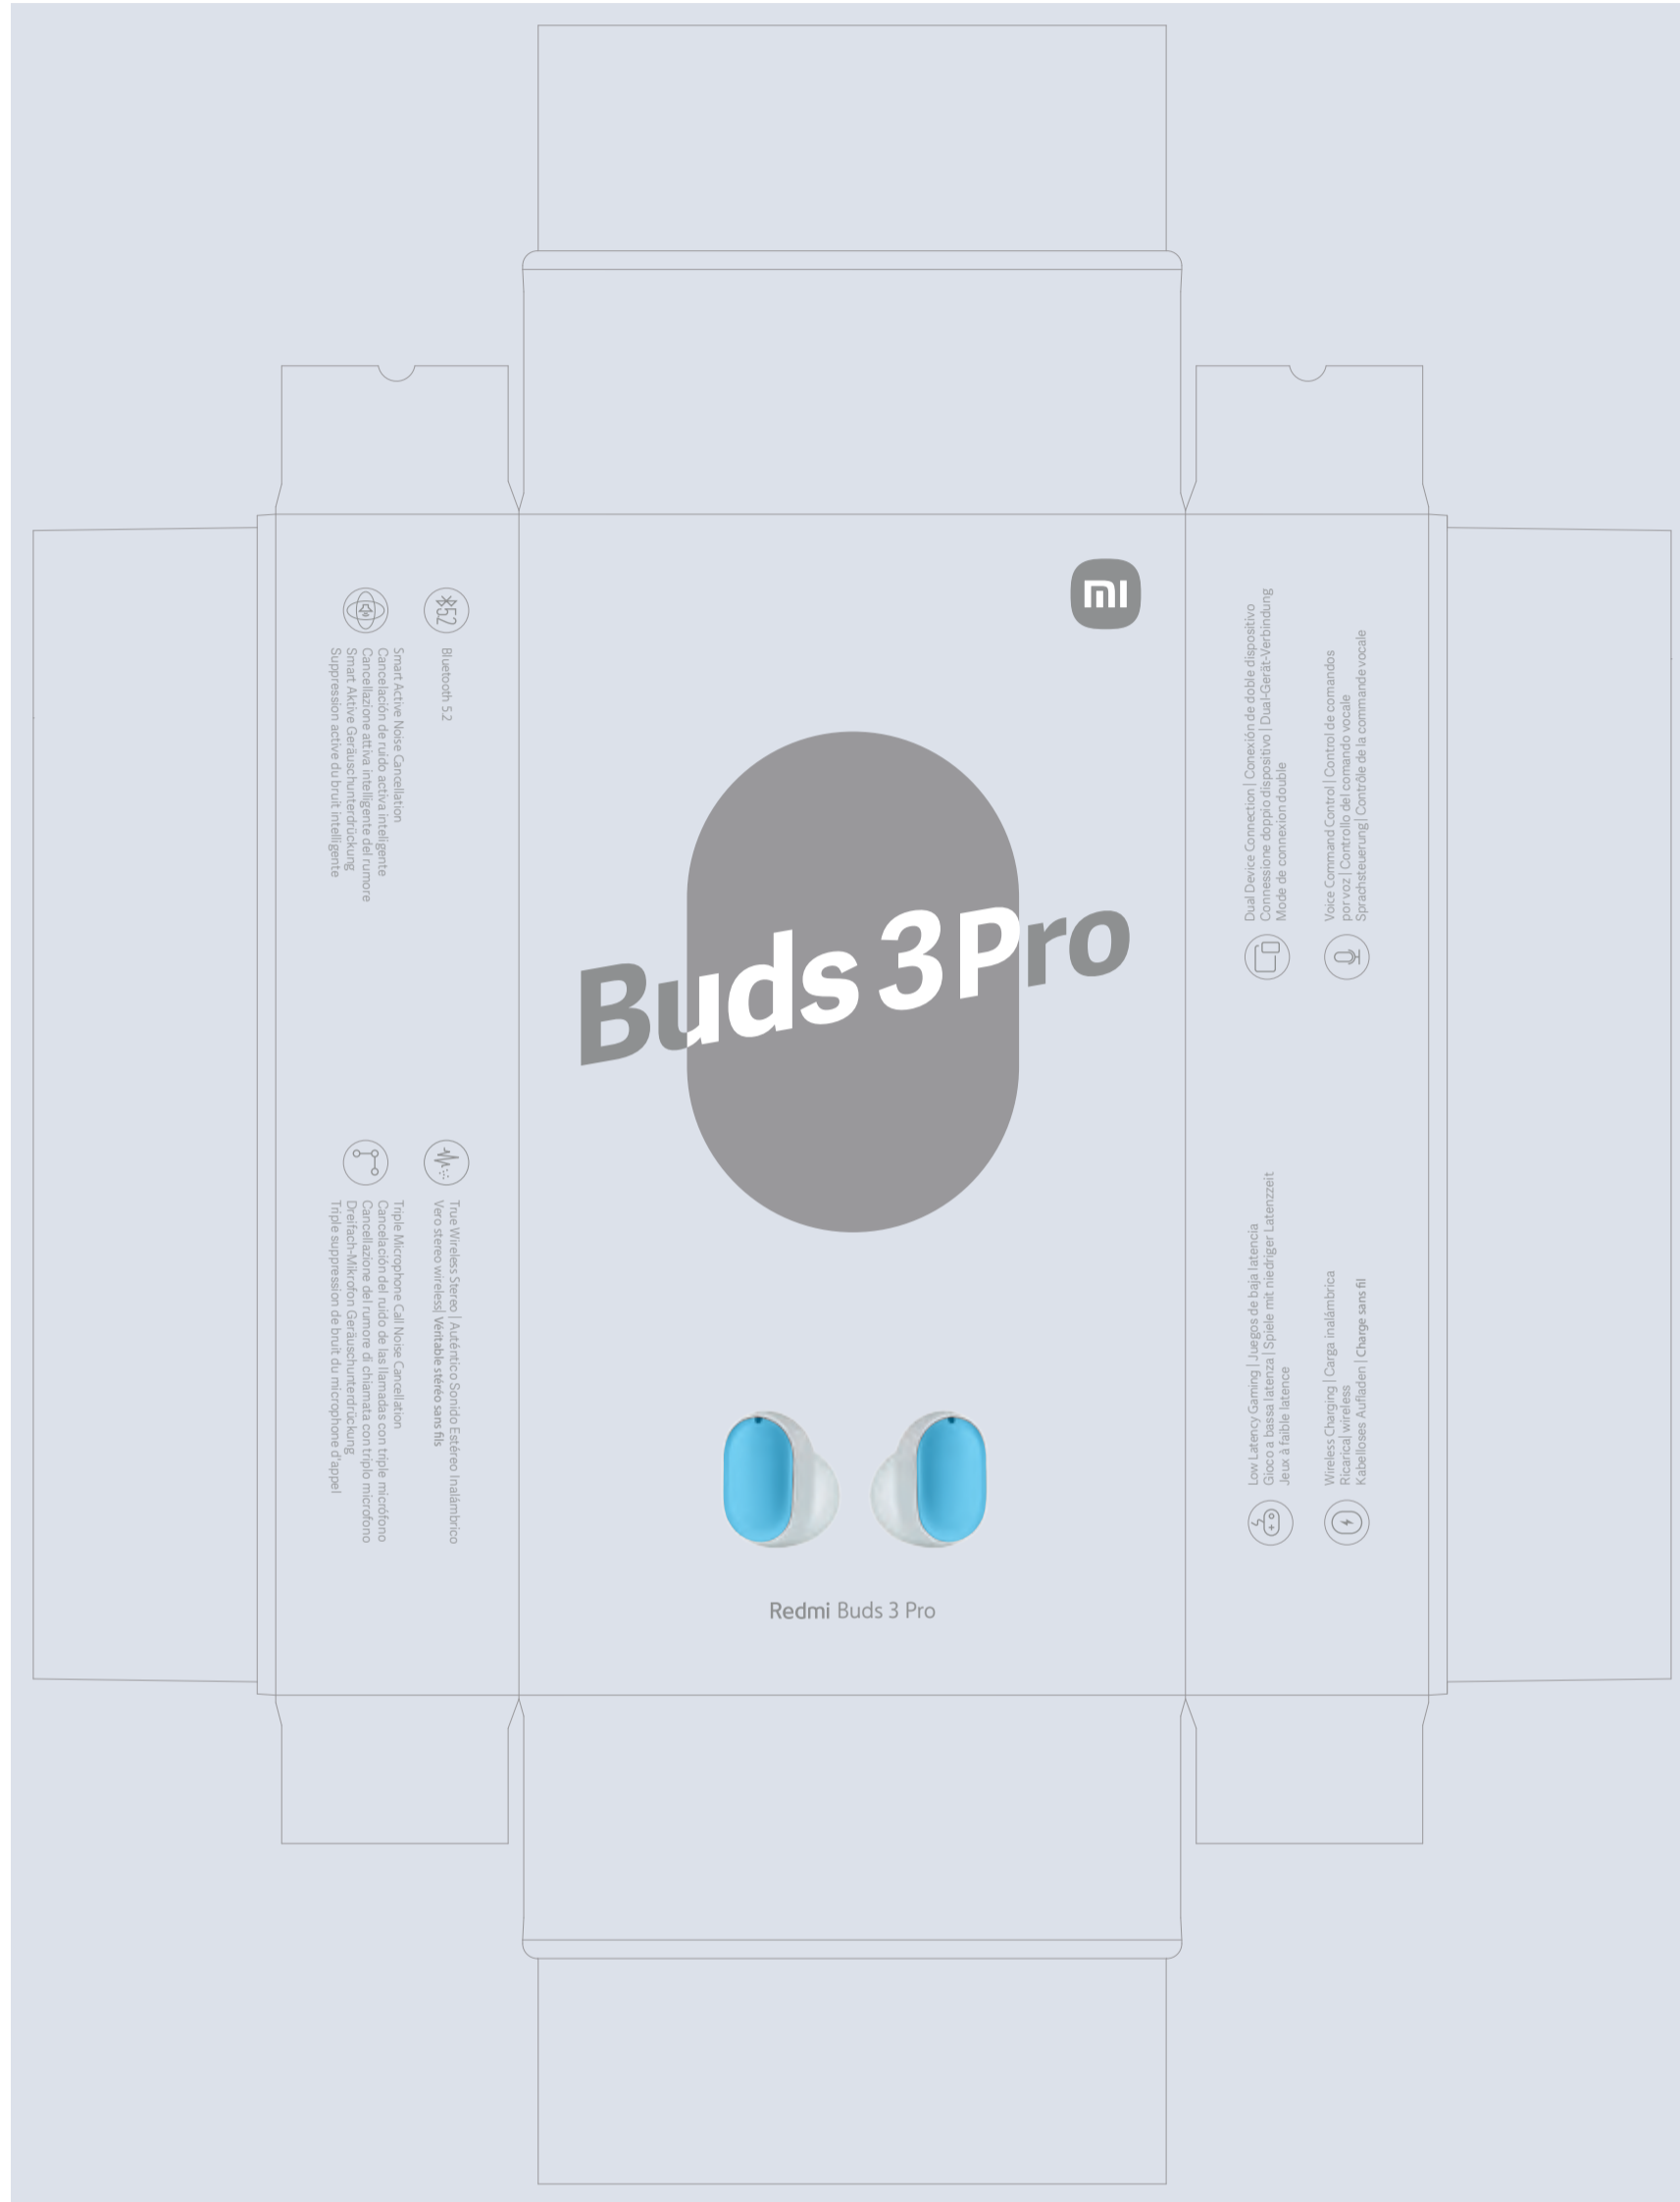 mi
Buds 3 Pro
Redmi Buds 3 Pro
5.2
Bluetooth 5.2
Smart Active Noise Cancellation
Cancelación de ruido activa inteligente
Cancellazione attiva intelligente del rumore
Smart Aktive Geräuschunterdrückung
Suppression active du bruit intelligente
True Wireless Stereo | Auténtico Sonido Estéreo Inalámbrico
Vero stereo wireless| Véritable stéréo sans fils
Triple Microphone Call Noise Cancellation
Cancelación del ruido de las llamadas con triple micrófono
Cancellazione del rumore di chiamata con triplo microfono
Dreifach-Mikrofon Geräuschunterdrückung
Triple suppression de bruit du microphone d'appel
Dual Device Connection | Conexión de doble dispositivo
Connessione doppio dispositivo | Dual-Gerät-Verbindung
Mode de connexion double
Voice Command Control | Control de comandos
por voz | Controllo del comando vocale
Sprachsteuerung | Contrôle de la commande vocale
Low Latency Gaming | Juegos de baja latencia
Gioco a bassa latenza | Spiele mit niedriger Latenzzeit
Jeux à faible latence
Wireless Charging | Carga inalámbrica
Ricarica| wireless
Kabelloses Aufladen | Charge sans fil